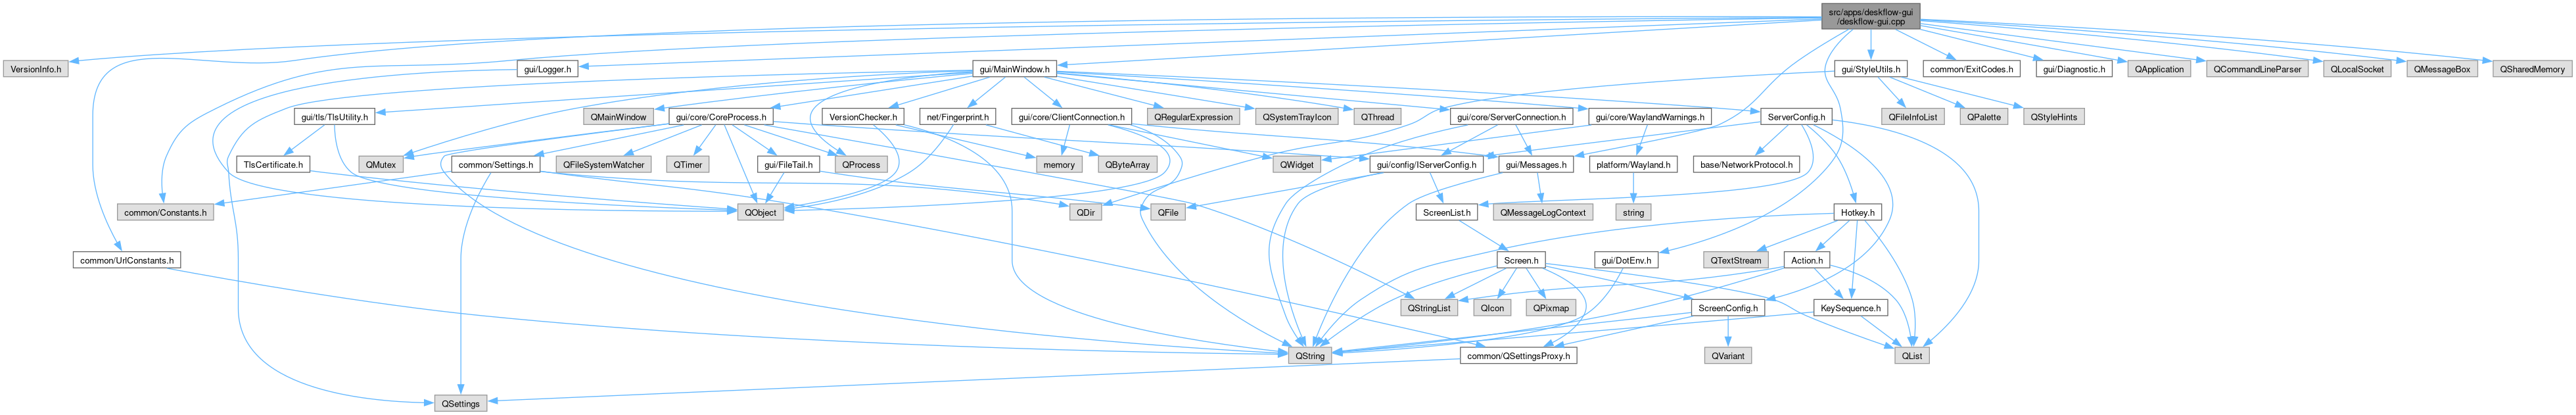 src/apps/deskflow-gui
/deskflow-gui.cpp
VersionInfo.h
gui/Logger.h
gui/MainWindow.h
gui/StyleUtils.h
common/ExitCodes.h
gui/Diagnostic.h
QApplication
QCommandLineParser
QLocalSocket
QMessageBox
QSharedMemory
gui/tls/TlsUtility.h
QMainWindow
gui/core/CoreProcess.h
VersionChecker.h
net/Fingerprint.h
gui/core/ClientConnection.h
QRegularExpression
QSystemTrayIcon
QThread
gui/core/ServerConnection.h
gui/core/WaylandWarnings.h
ServerConfig.h
QFileInfoList
QPalette
QStyleHints
TlsCertificate.h
QMutex
common/Settings.h
QFileSystemWatcher
QTimer
gui/FileTail.h
QProcess
memory
QByteArray
QWidget
gui/config/IServerConfig.h
gui/Messages.h
platform/Wayland.h
base/NetworkProtocol.h
common/Constants.h
QObject
QDir
QFile
ScreenList.h
QMessageLogContext
string
Hotkey.h
common/UrlConstants.h
Screen.h
gui/DotEnv.h
QTextStream
Action.h
QStringList
QIcon
QPixmap
ScreenConfig.h
KeySequence.h
QString
common/QSettingsProxy.h
QVariant
QList
QSettings